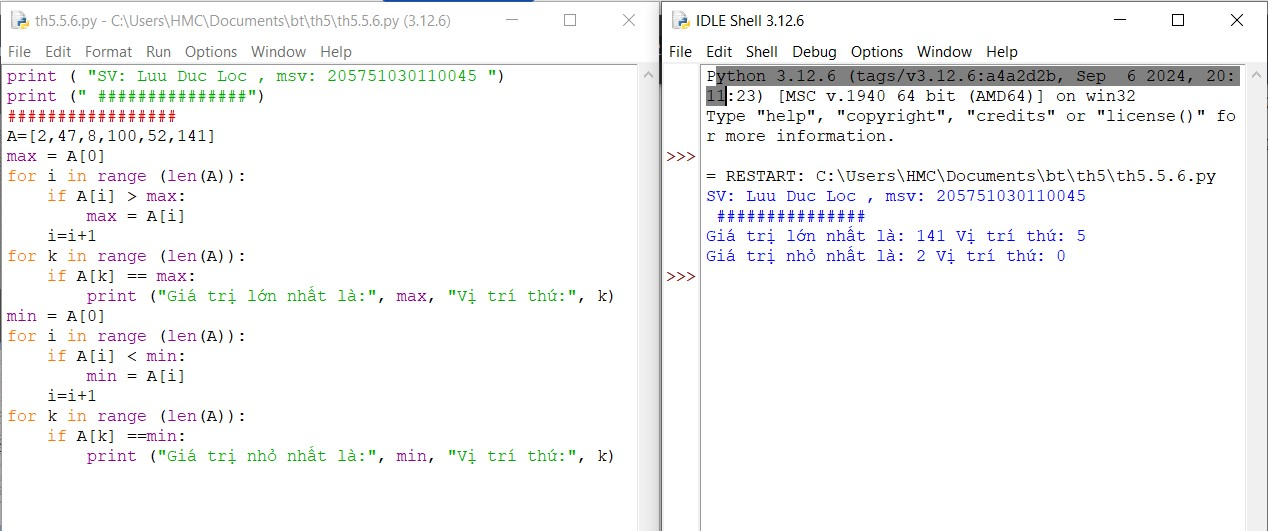 th5.5.6.py - C:\Users\HMC\Documents\bt\th5\th5.5.6.py (3.12.6)
File Edit Format Run Options Window Help
print ( "SV: Luu Duc Loc , msv: 205751030110045 ")
print (" ###############")
#################
A=[2,47,8,100,52,141]
max = A[0]
for i in range (len(A)):
    if A[i] > max:
        max = A[i]
    i=i+1
for k in range (len(A)):
    if A[k] == max:
        print ("Giá trị lớn nhất là:", max, "Vị trí thứ:", k)
min = A[0]
for i in range (len(A)):
    if A[i] < min:
        min = A[i]
    i=i+1
for k in range (len(A)):
    if A[k] ==min:
        print ("Giá trị nhỏ nhất là:", min, "Vị trí thứ:", k)
IDLE Shell 3.12.6
File Edit Shell Debug Options Window Help
Python 3.12.6 (tags/v3.12.6:a4a2d2b, Sep  6 2024, 20:
11:23) [MSC v.1940 64 bit (AMD64)] on win32
Type "help", "copyright", "credits" or "license()" fo
r more information.
>>>
= RESTART: C:\Users\HMC\Documents\bt\th5\th5.5.6.py
SV: Luu Duc Loc , msv: 205751030110045
 ###############
Giá trị lớn nhất là: 141 Vị trí thứ: 5
Giá trị nhỏ nhất là: 2 Vị trí thứ: 0
>>>